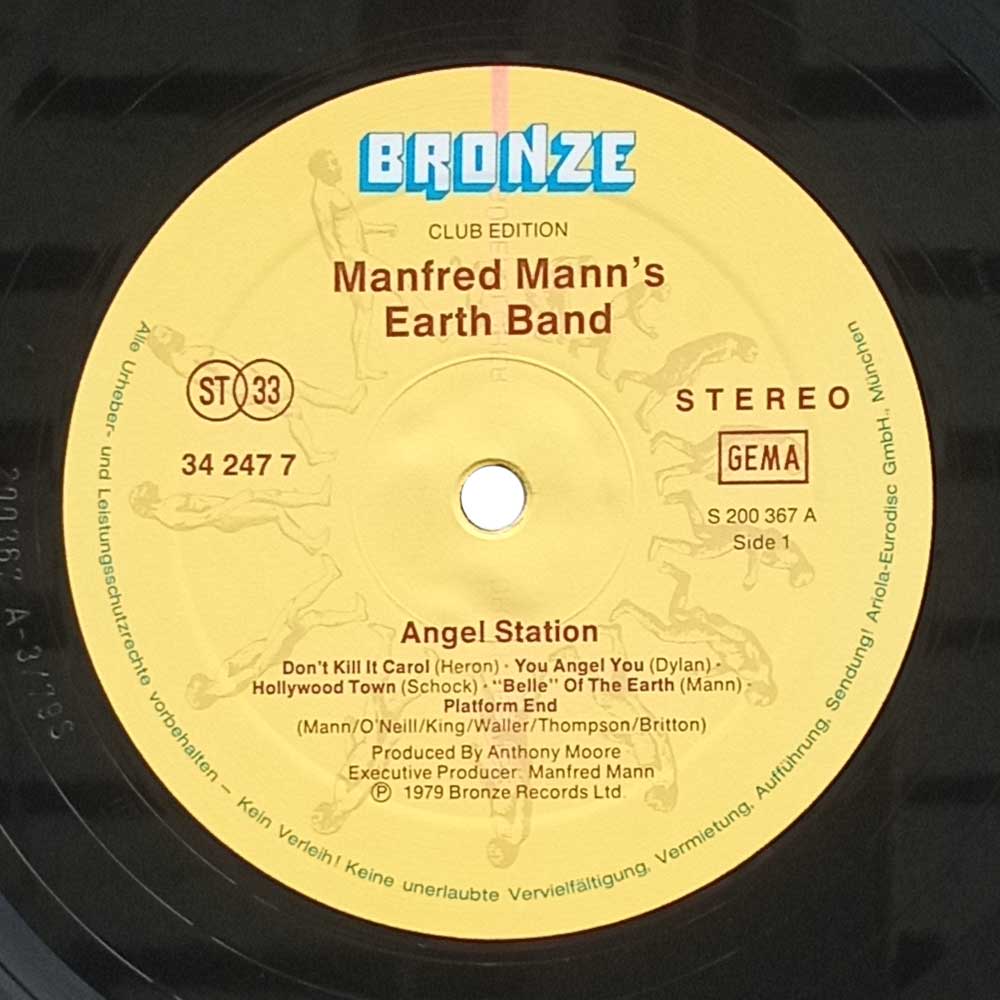 BRONZE
CLUB EDITION
Manfred Mann's
Earth Band
ST 33
34 247 7
STEREO
GEMA
S 200 367 A
Side 1
Angel Station
Don't Kill It Carol (Heron) · You Angel You (Dylan) ·
Hollywood Town (Schock) · "Belle" Of The Earth (Mann) ·
Platform End
(Mann/O'Neill/King/Waller/Thompson/Britton)
Produced By Anthony Moore
Executive Producer: Manfred Mann
℗ 1979 Bronze Records Ltd.
Alle Urheber- und Leistungsschutzrechte vorbehalten – Kein Verleih! Keine unerlaubte Vervielfältigung, Vermietung, Aufführung, Sendung! Ariola-Eurodisc GmbH., München
200367 A-3/79S